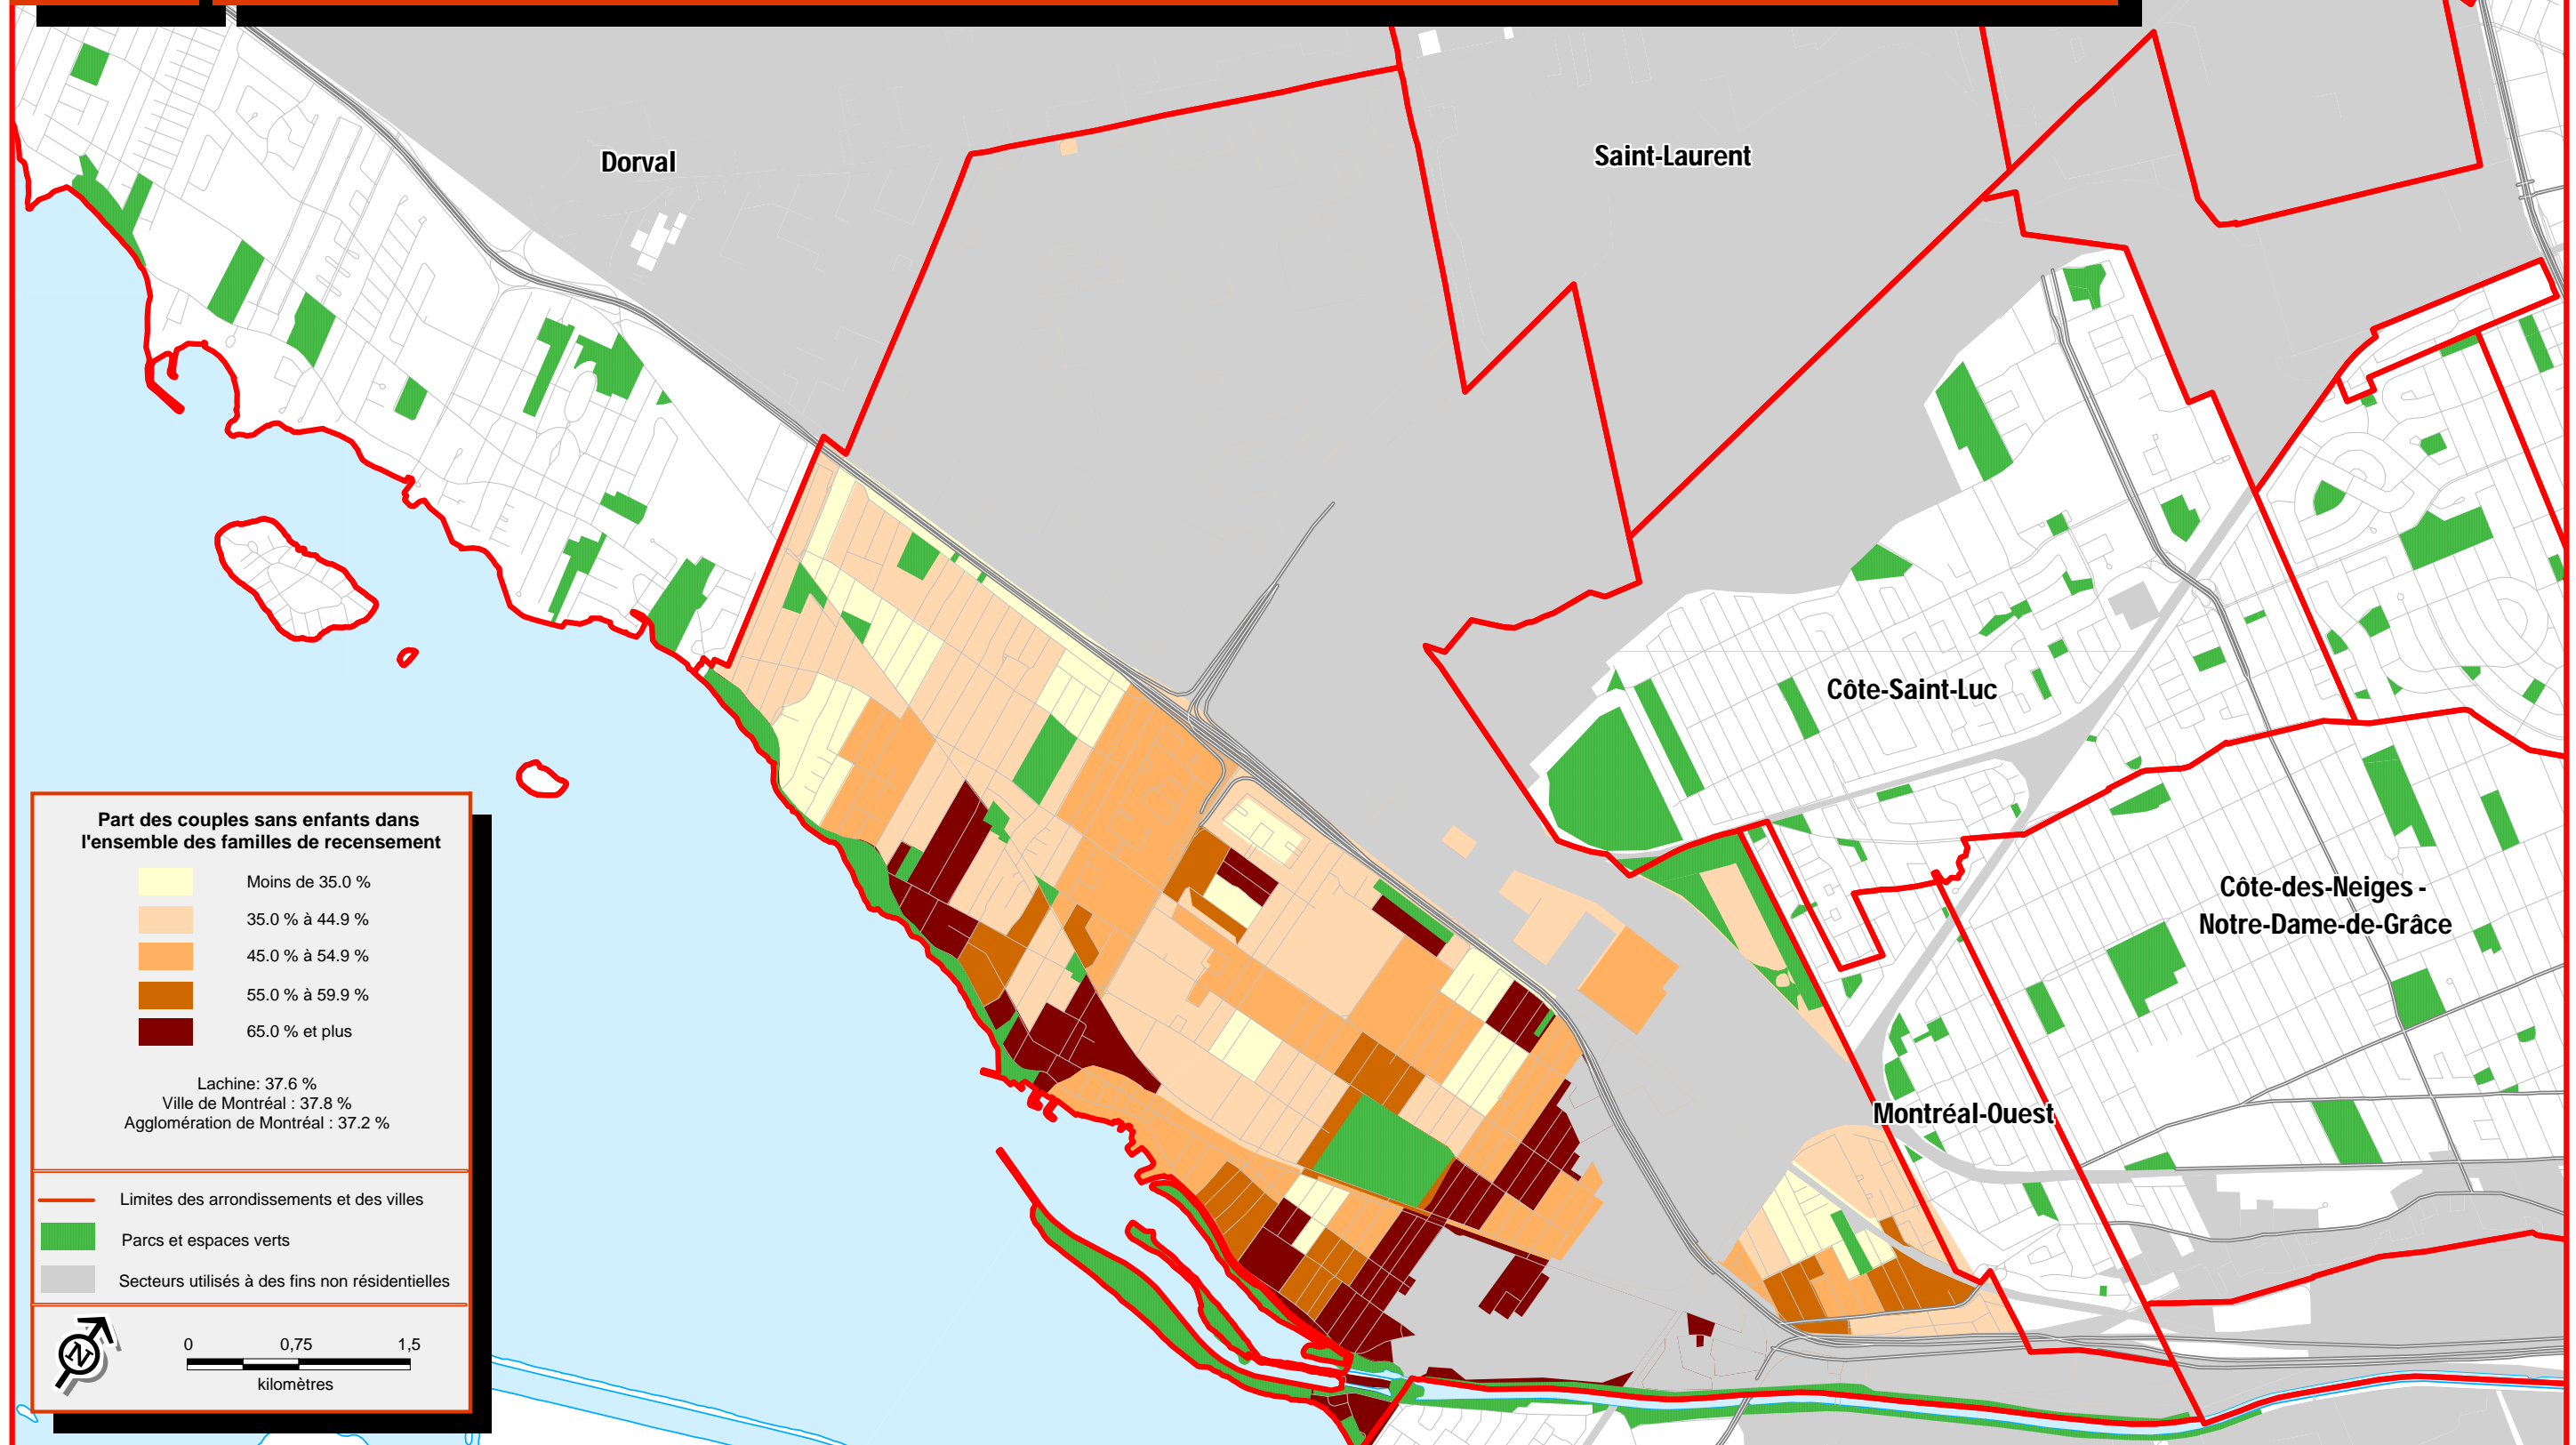 Dorval
Saint-Laurent
Côte-Saint-Luc
Côte-des-Neiges -
Notre-Dame-de-Grâce
Montréal-Ouest
Part des couples sans enfants dans
l'ensemble des familles de recensement
Moins de 35.0 %
35.0 % à 44.9 %
45.0 % à 54.9 %
55.0 % à 59.9 %
65.0 % et plus
Lachine: 37.6 %
Ville de Montréal : 37.8 %
Agglomération de Montréal : 37.2 %
Limites des arrondissements et des villes
Parcs et espaces verts
Secteurs utilisés à des fins non résidentielles
N
0 0,75 1,5
kilomètres